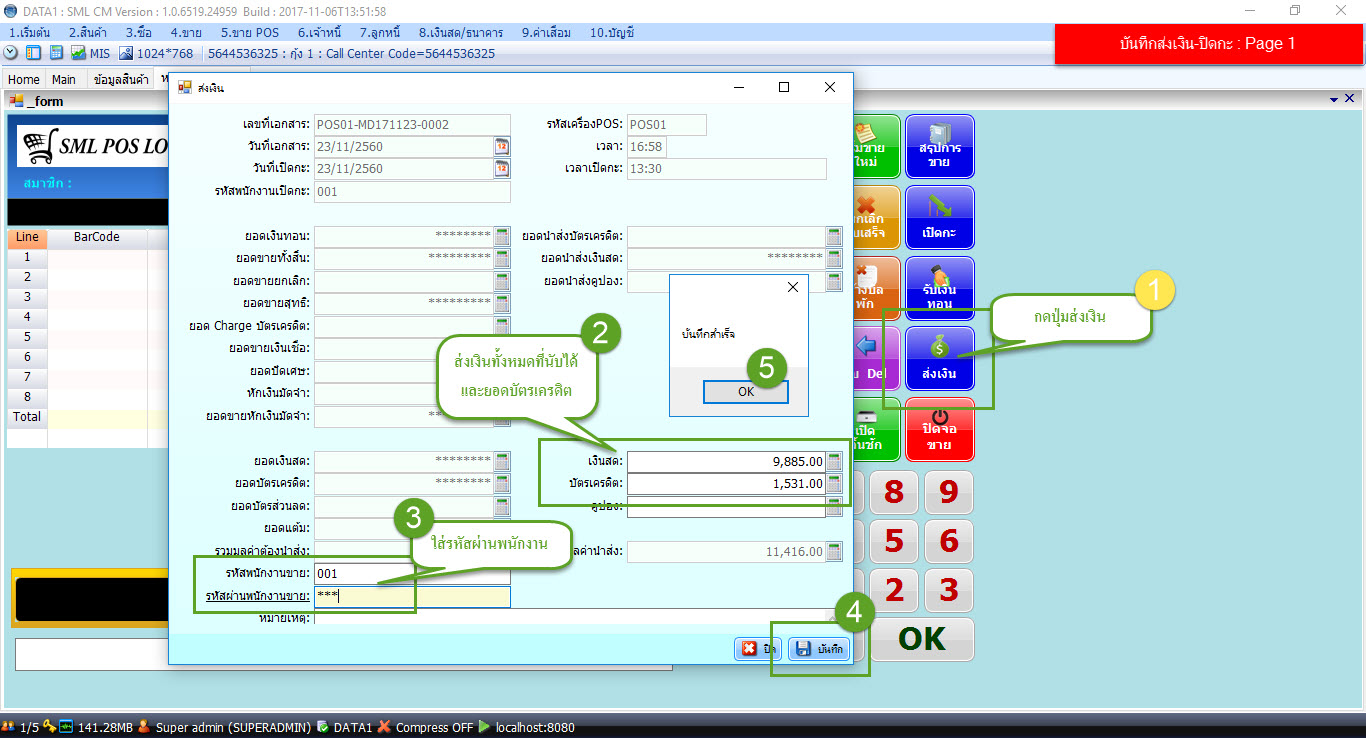 DATA1 : SML CM Version : 1.0.6519.24959 Build : 2017-11-06T13:51:58
1.เริ่มต้น 2.สินค้า 3.ซื้อ 4.ขาย 5.ขาย POS 6.เจ้าหนี้ 7.ลูกหนี้ 8.เงินสด/ธนาคาร 9.ค่าเสื่อม 10.บัญชี
MIS 1024*768 5644536325 : กุ้ง 1 : Call Center Code=5644536325
บันทึกส่งเงิน-ปิดกะ : Page 1
Home Main ข้อมูลสินค้า
_form
SML POS LO
สมาชิก :
Line BarCode
1
2
3
4
5
6
7
8
Total
ส่งเงิน
เลขที่เอกสาร: POS01-MD171123-0002 รหัสเครื่องPOS: POS01
วันที่เอกสาร: 23/11/2560 เวลา: 16:58
วันที่เปิดกะ: 23/11/2560 เวลาเปิดกะ: 13:30
รหัสพนักงานเปิดกะ: 001
ยอดเงินทอน: ******** ยอดนำส่งบัตรเครดิต:
ยอดขายทั้งสิ้น: ******** ยอดนำส่งเงินสด: ********
ยอดขายยกเลิก: ยอดนำส่งคูปอง:
ยอดขายสุทธิ: ********
ยอด Charge บัตรเครดิต:
ยอดขายเงินเชื่อ:
ยอดปัดเศษ:
หักเงินมัดจำ:
ยอดขายหักเงินมัดจำ:
ยอดเงินสด: ******** เงินสด: 9,885.00
ยอดบัตรเครดิต: ******** บัตรเครดิต: 1,531.00
ยอดบัตรส่วนลด: คูปอง:
ยอดแต้ม:
รวมมูลค่าต้องนำส่ง: ลค่านำส่ง: 11,416.00
รหัสพนักงานขาย: 001
รหัสผ่านพนักงานขาย: ***
หมายเหตุ:
บันทึก
บันทึกสำเร็จ
OK
1
กดปุ่มส่งเงิน
2
ส่งเงินทั้งหมดที่นับได้
และยอดบัตรเครดิต
3
ใส่รหัสผ่านพนักงาน
4
5
ใหม่
สรุปการ
ขาย
เปิดกะ
พัก
รับเงิน
ทอน
Del
ส่งเงิน
เปิด
ปิดจอ
ขาย
8 9
5 6
2 3
OK
1/5 141.28MB Super admin (SUPERADMIN) DATA1 Compress OFF localhost:8080